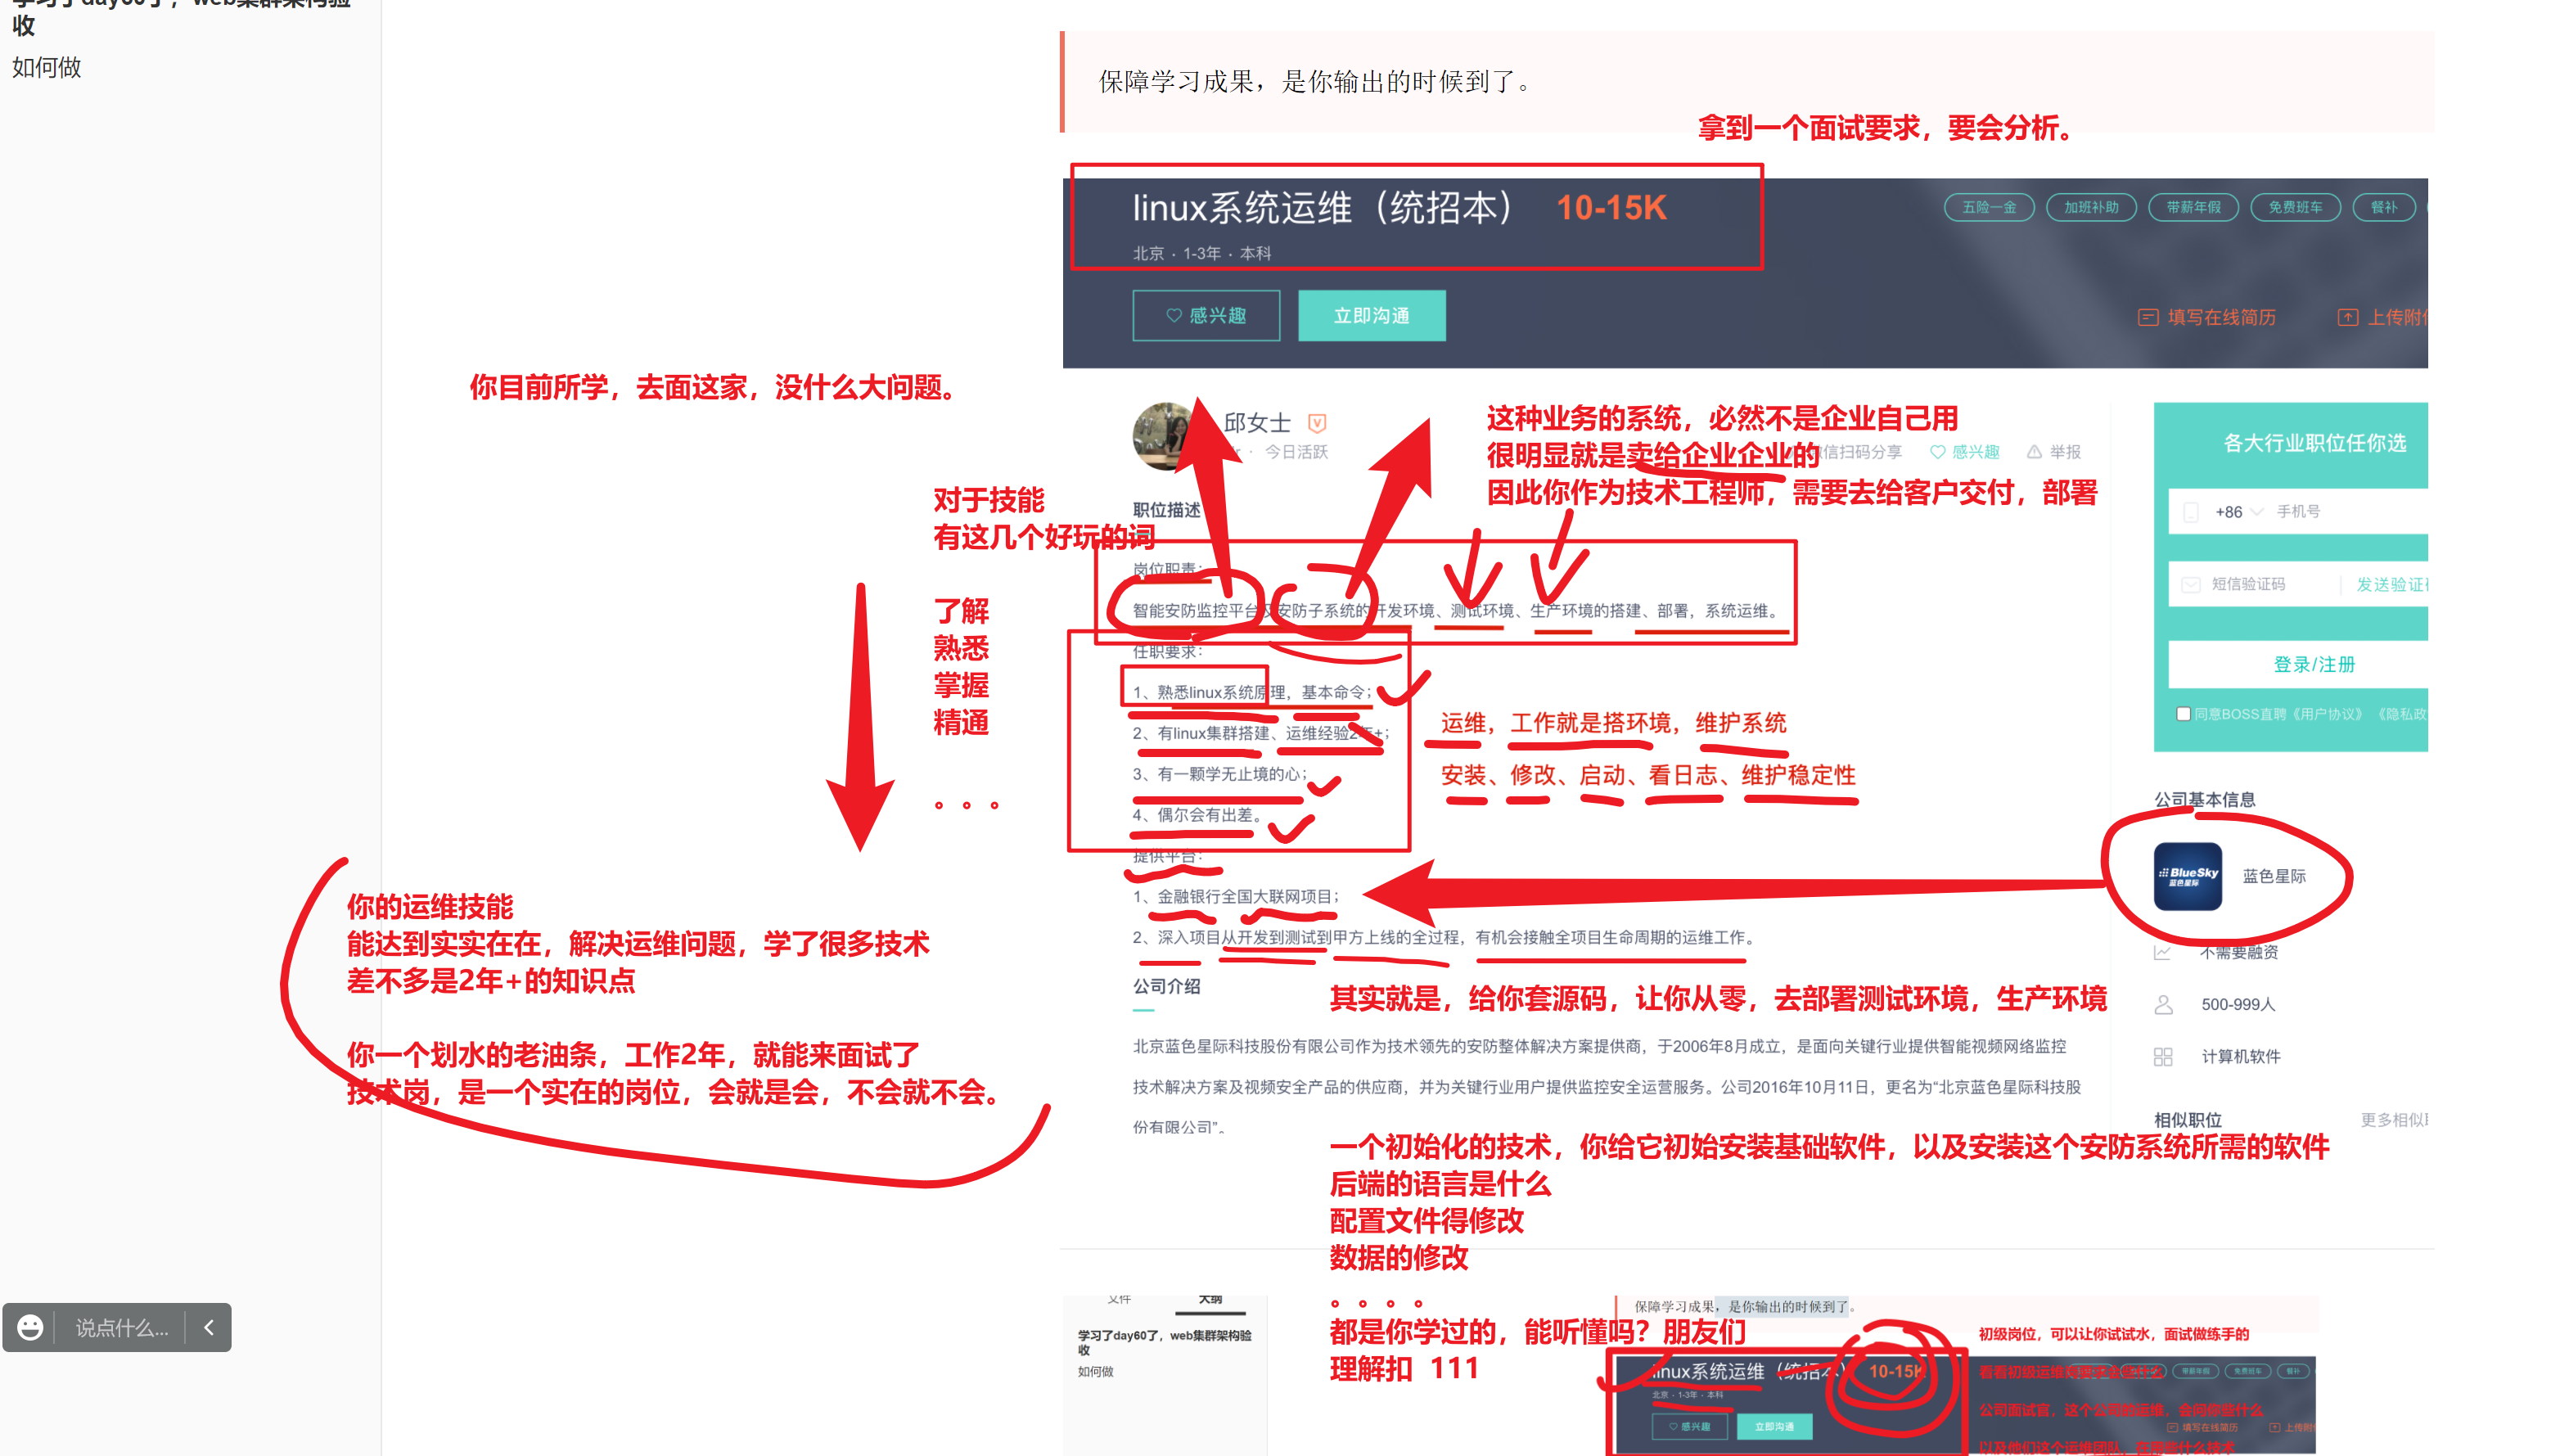 学习了day60了，web集群架构验
收
如何做
保障学习成果，是你输出的时候到了。
拿到一个面试要求，要会分析。
linux系统运维（统招本） 10-15K
五险一金 加班补助 带薪年假 免费班车 餐补
北京 · 1-3年 · 本科
感兴趣 立即沟通
填写在线简历 上传附件
你目前所学，去面这家，没什么大问题。
邱女士
· 今日活跃
这种业务的系统，必然不是企业自己用
很明显就是卖给企业企业的
因此你作为技术工程师，需要去给客户交付，部署
信扫码分享 感兴趣 举报
各大行业职位任你选
+86 手机号
短信验证码 发送验证码
登录/注册
同意BOSS直聘《用户协议》 《隐私政
对于技能
有这几个好玩的词
了解
熟悉
掌握
精通
。。。
职位描述
岗位职责：
智能安防监控平台及安防子系统的开发环境、测试环境、生产环境的搭建、部署，系统运维。
任职要求：
1、熟悉linux系统原理，基本命令；
2、有linux集群搭建、运维经验2年+；
3、有一颗学无止境的心；
4、偶尔会有出差。
运维，工作就是搭环境，维护系统
安装、修改、启动、看日志、维护稳定性
提供平台：
1、金融银行全国大联网项目；
2、深入项目从开发到测试到甲方上线的全过程，有机会接触全项目生命周期的运维工作。
公司基本信息
BlueSky
蓝色星际
蓝色星际
不需要融资
500-999人
计算机软件
你的运维技能
能达到实实在在，解决运维问题，学了很多技术
差不多是2年+的知识点
你一个划水的老油条，工作2年，就能来面试了
技术岗，是一个实在的岗位，会就是会，不会就不会。
公司介绍
其实就是，给你套源码，让你从零，去部署测试环境，生产环境
北京蓝色星际科技股份有限公司作为技术领先的安防整体解决方案提供商，于2006年8月成立，是面向关键行业提供智能视频网络监控
技术解决方案及视频安全产品的供应商，并为关键行业用户提供监控安全运营服务。公司2016年10月11日，更名为“北京蓝色星际科技股
份有限公司”。
相似职位 更多相似职
一个初始化的技术，你给它初始安装基础软件，以及安装这个安防系统所需的软件
后端的语言是什么
配置文件得修改
数据的修改
。。。。
都是你学过的，能听懂吗？朋友们
理解扣 111
说点什么...
文件 大纲
学习了day60了，web集群架构验
收
如何做
保障学习成果，是你输出的时候到了。
初级岗位，可以让你试试水，面试做练手的
linux系统运维（统招本） 10-15K
带薪年假 免费班车 餐补
北京 · 1-3年 · 本科
公司面试官，这个公司的运维，会问你些什么
感兴趣 立即沟通
填写在线简历 上传附
以及他们这个运维团队，在用些什么技术